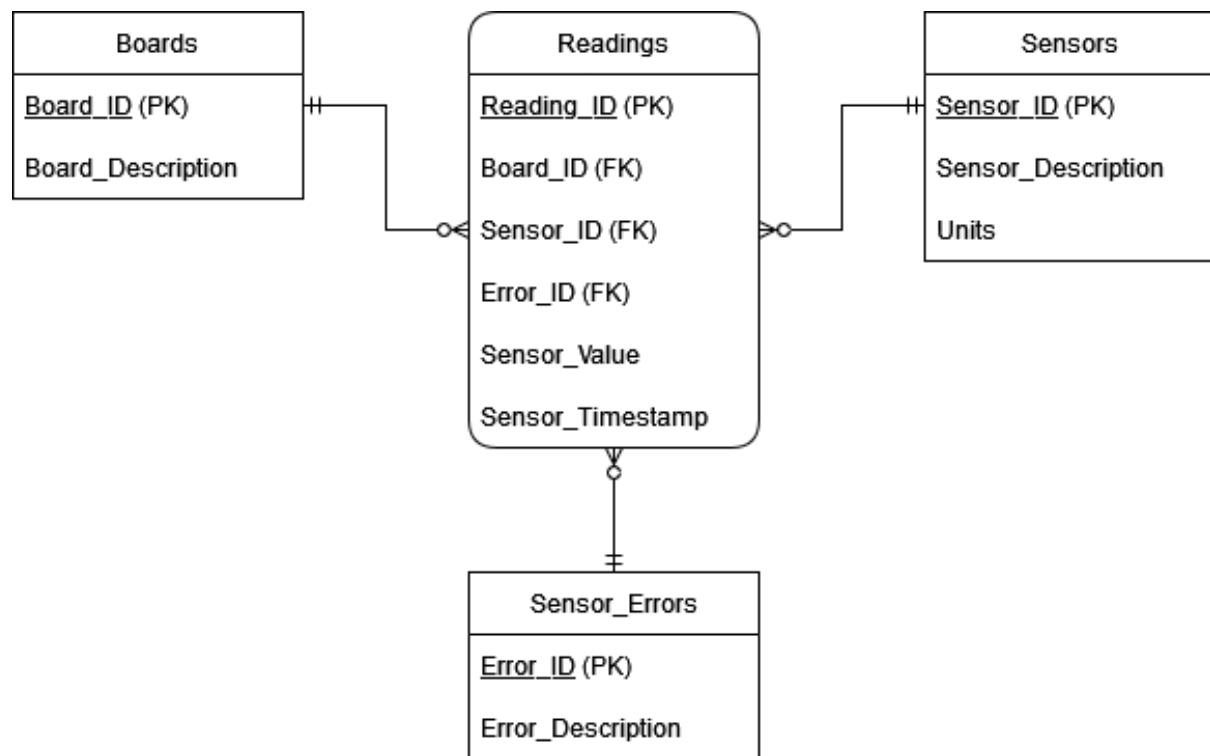 Boards
Board_ID (PK)
Board_Description
Readings
Reading_ID (PK)
Board_ID (FK)
Sensor_ID (FK)
Error_ID (FK)
Sensor_Value
Sensor_Timestamp
Sensors
Sensor_ID (PK)
Sensor_Description
Units
Sensor_Errors
Error_ID (PK)
Error_Description